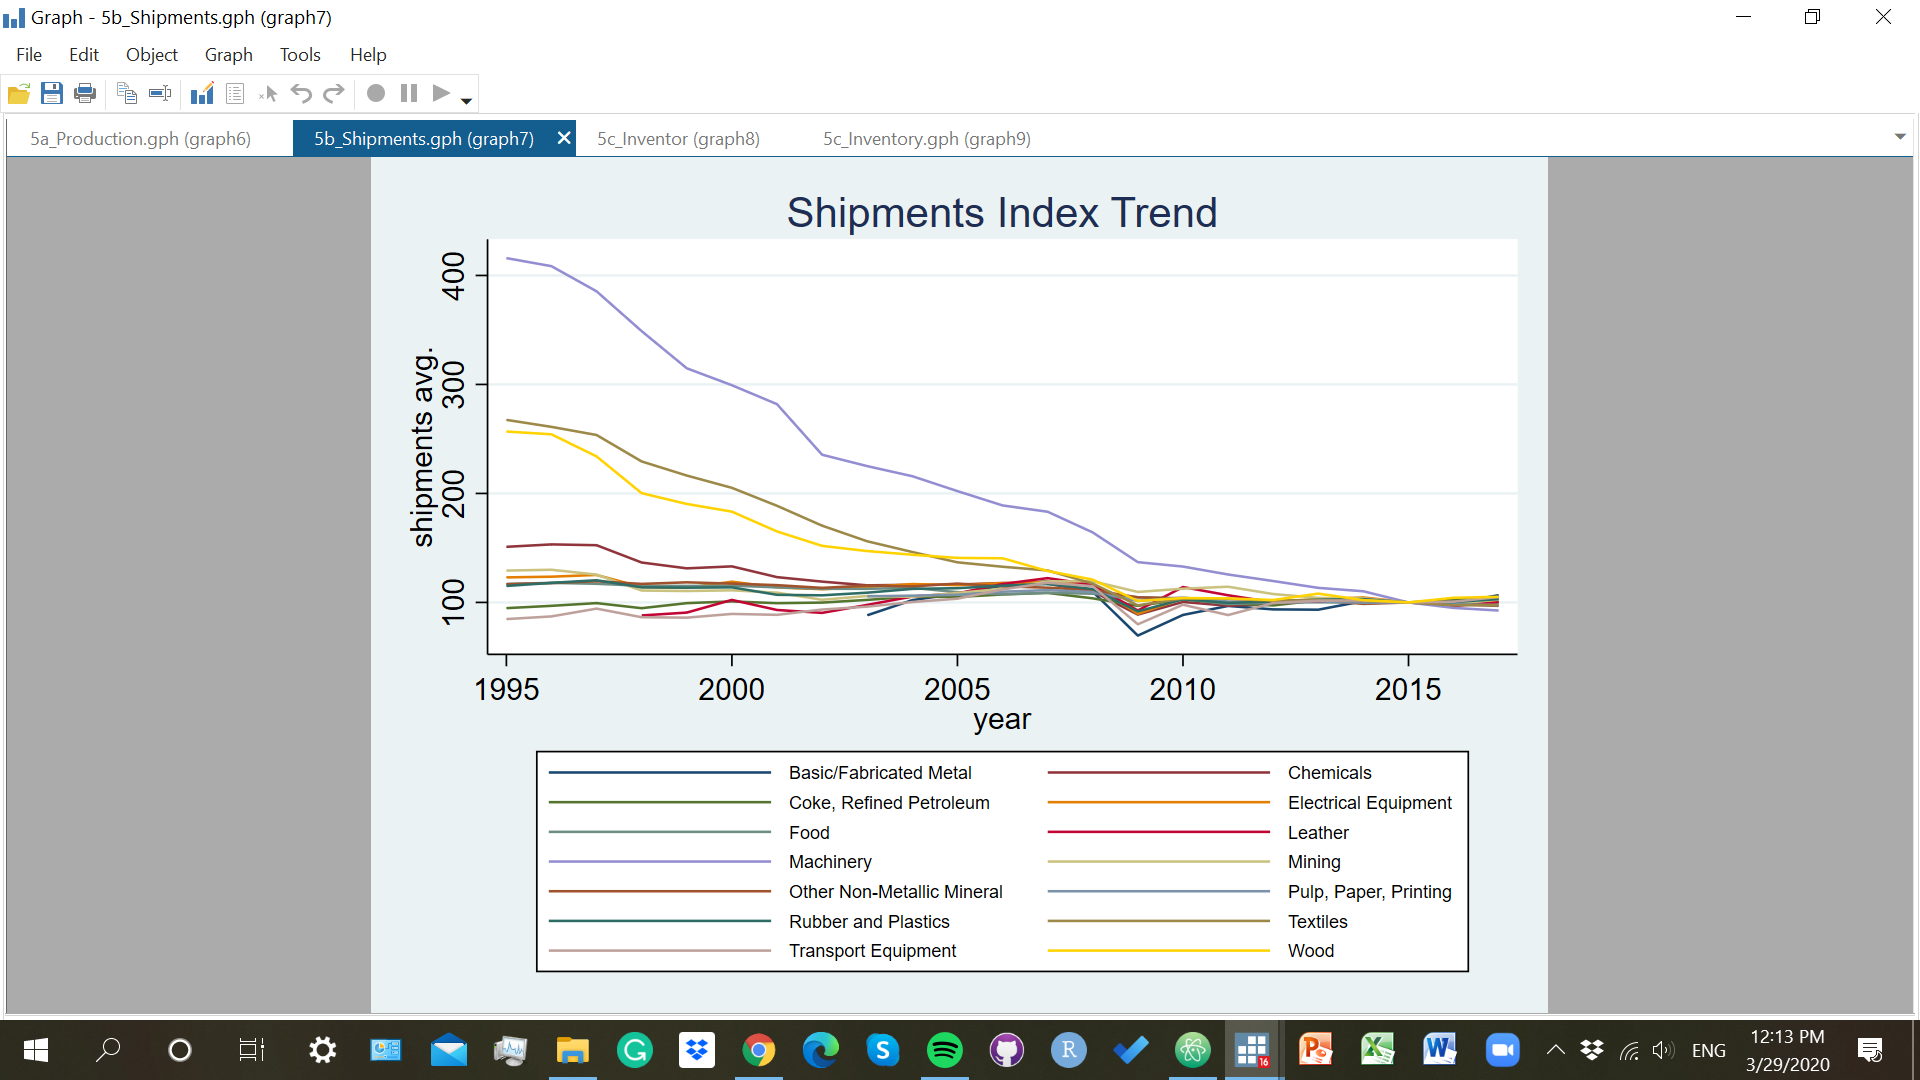 Graph - 5b_Shipments.gph (graph7)
File Edit Object Graph Tools Help
5a_Production.gph (graph6) 5b_Shipments.gph (graph7) 5c_Inventor (graph8) 5c_Inventory.gph (graph9)
Shipments Index Trend
shipments avg.
400
300
200
100
1995 2000 2005 2010 2015
year
Basic/Fabricated Metal Chemicals
Coke, Refined Petroleum Electrical Equipment
Food Leather
Machinery Mining
Other Non-Metallic Mineral Pulp, Paper, Printing
Rubber and Plastics Textiles
Transport Equipment Wood
G S R 16 P X W ENG
12:13 PM
3/29/2020